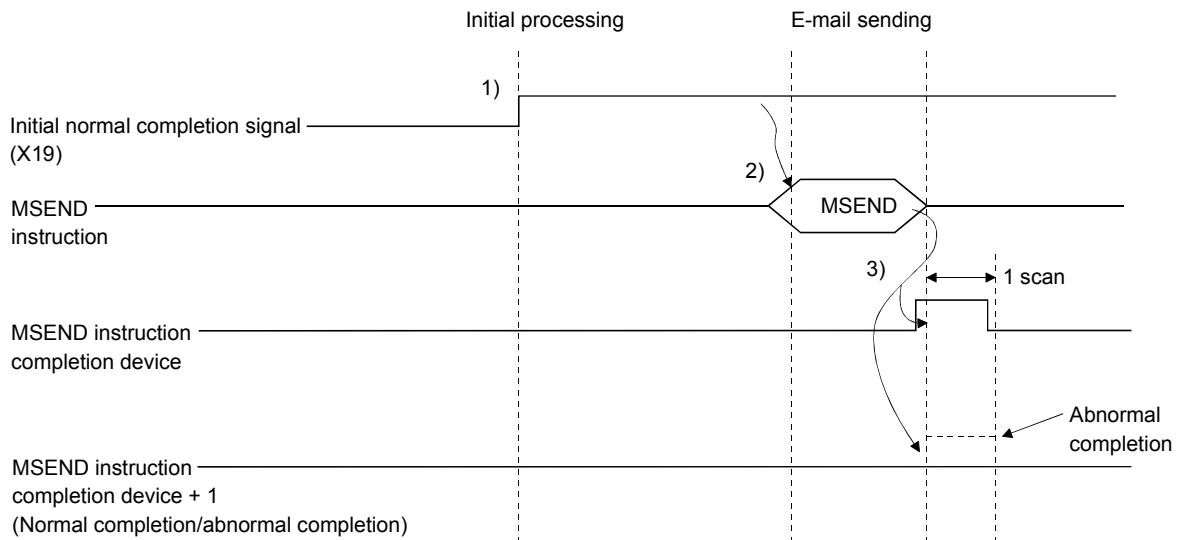 Initial processing
E-mail sending
1)
Initial normal completion signal
(X19)
2)
MSEND
MSEND
instruction
3)
1 scan
MSEND instruction
completion device
Abnormal
completion
MSEND instruction
completion device + 1
(Normal completion/abnormal completion)